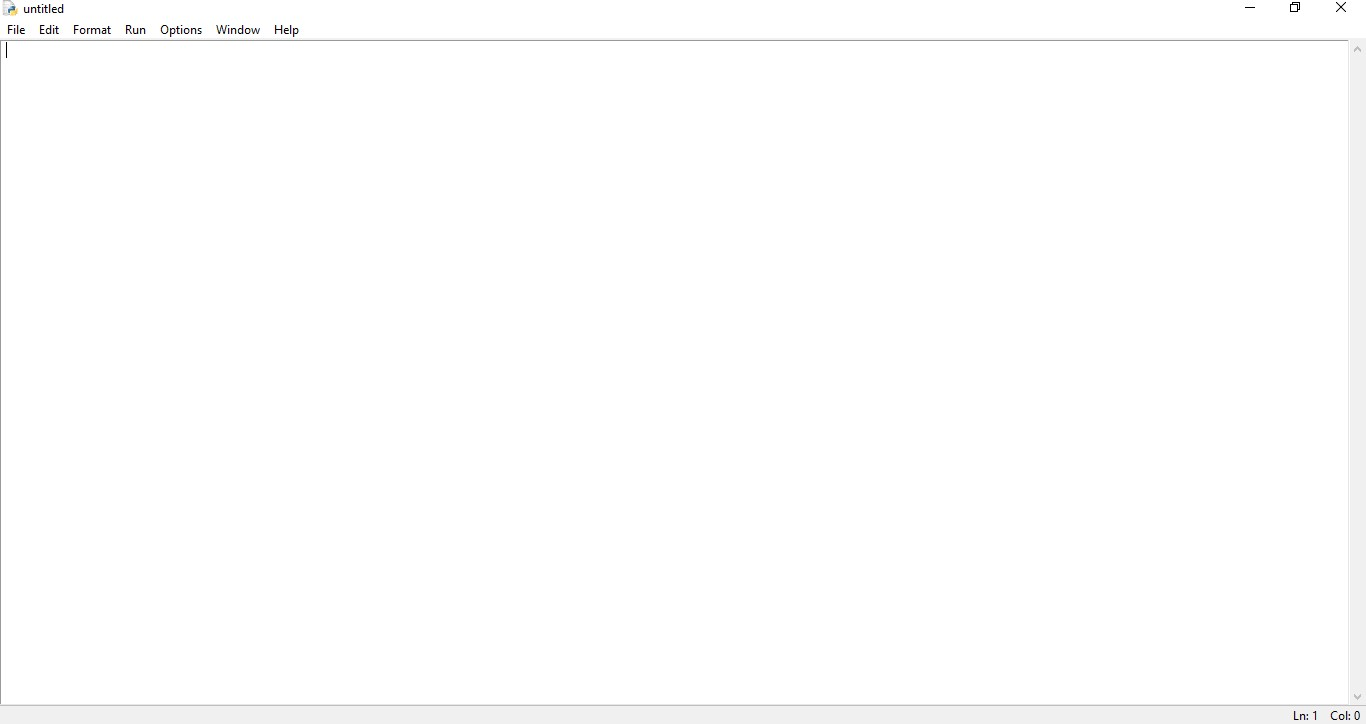 untitled
File Edit Format Run Options Window Help
Ln: 1 Col: 0